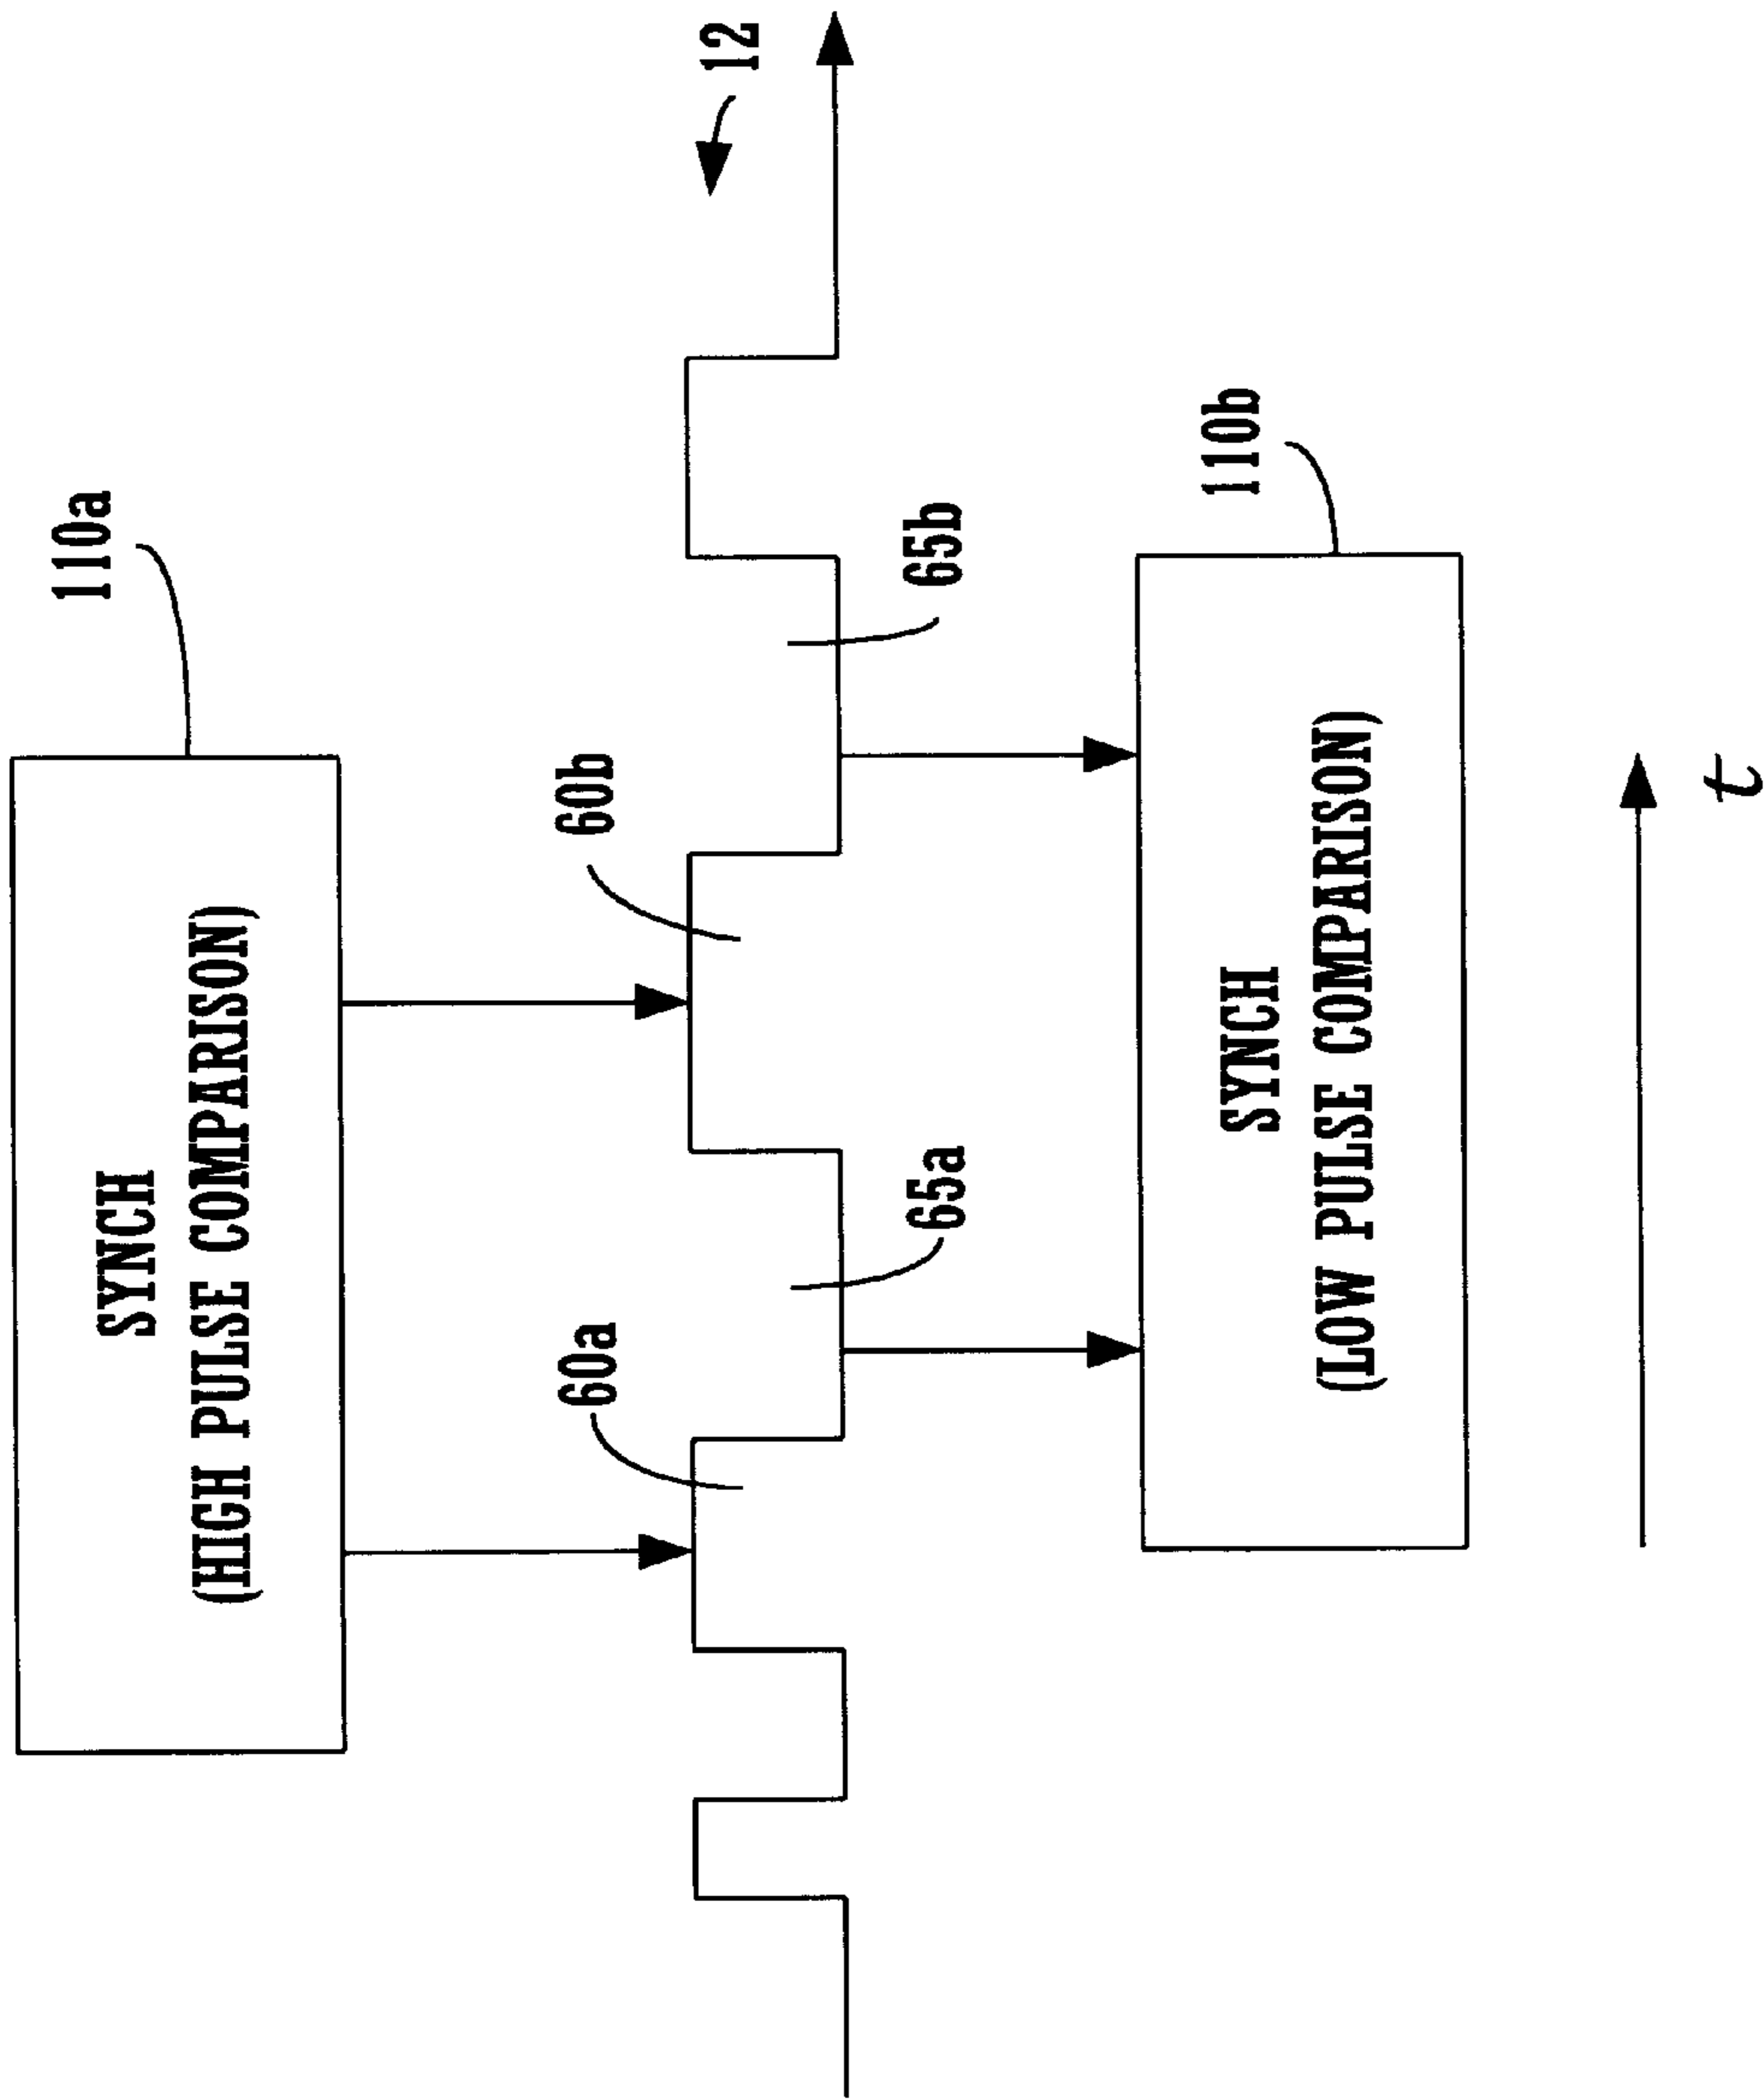 SYNCH
(HIGH PULSE COMPARISON)
110a
12
60a
60b
65a
65b
SYNCH
(LOW PULSE COMPARISON)
110b
t